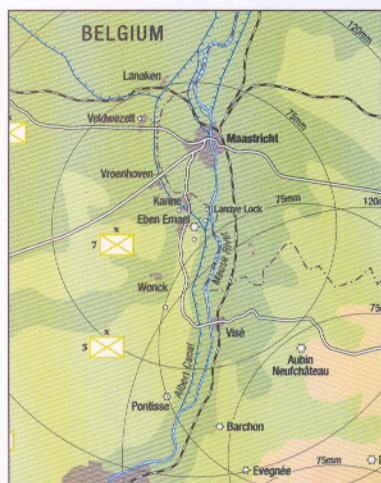 BELGIUM
120mm
Lanaken
75mm
Veldwezelt
Maastricht
Vroenhoven
Kanne
Lanaye Lock
75mm
120m
Eben Emael
x
7
Meuse River
Wonck
75m
x
3
Visé
Albert Canal
Aubin
Neufchâteau
Pontisse
Barchon
Evegnée
75mm